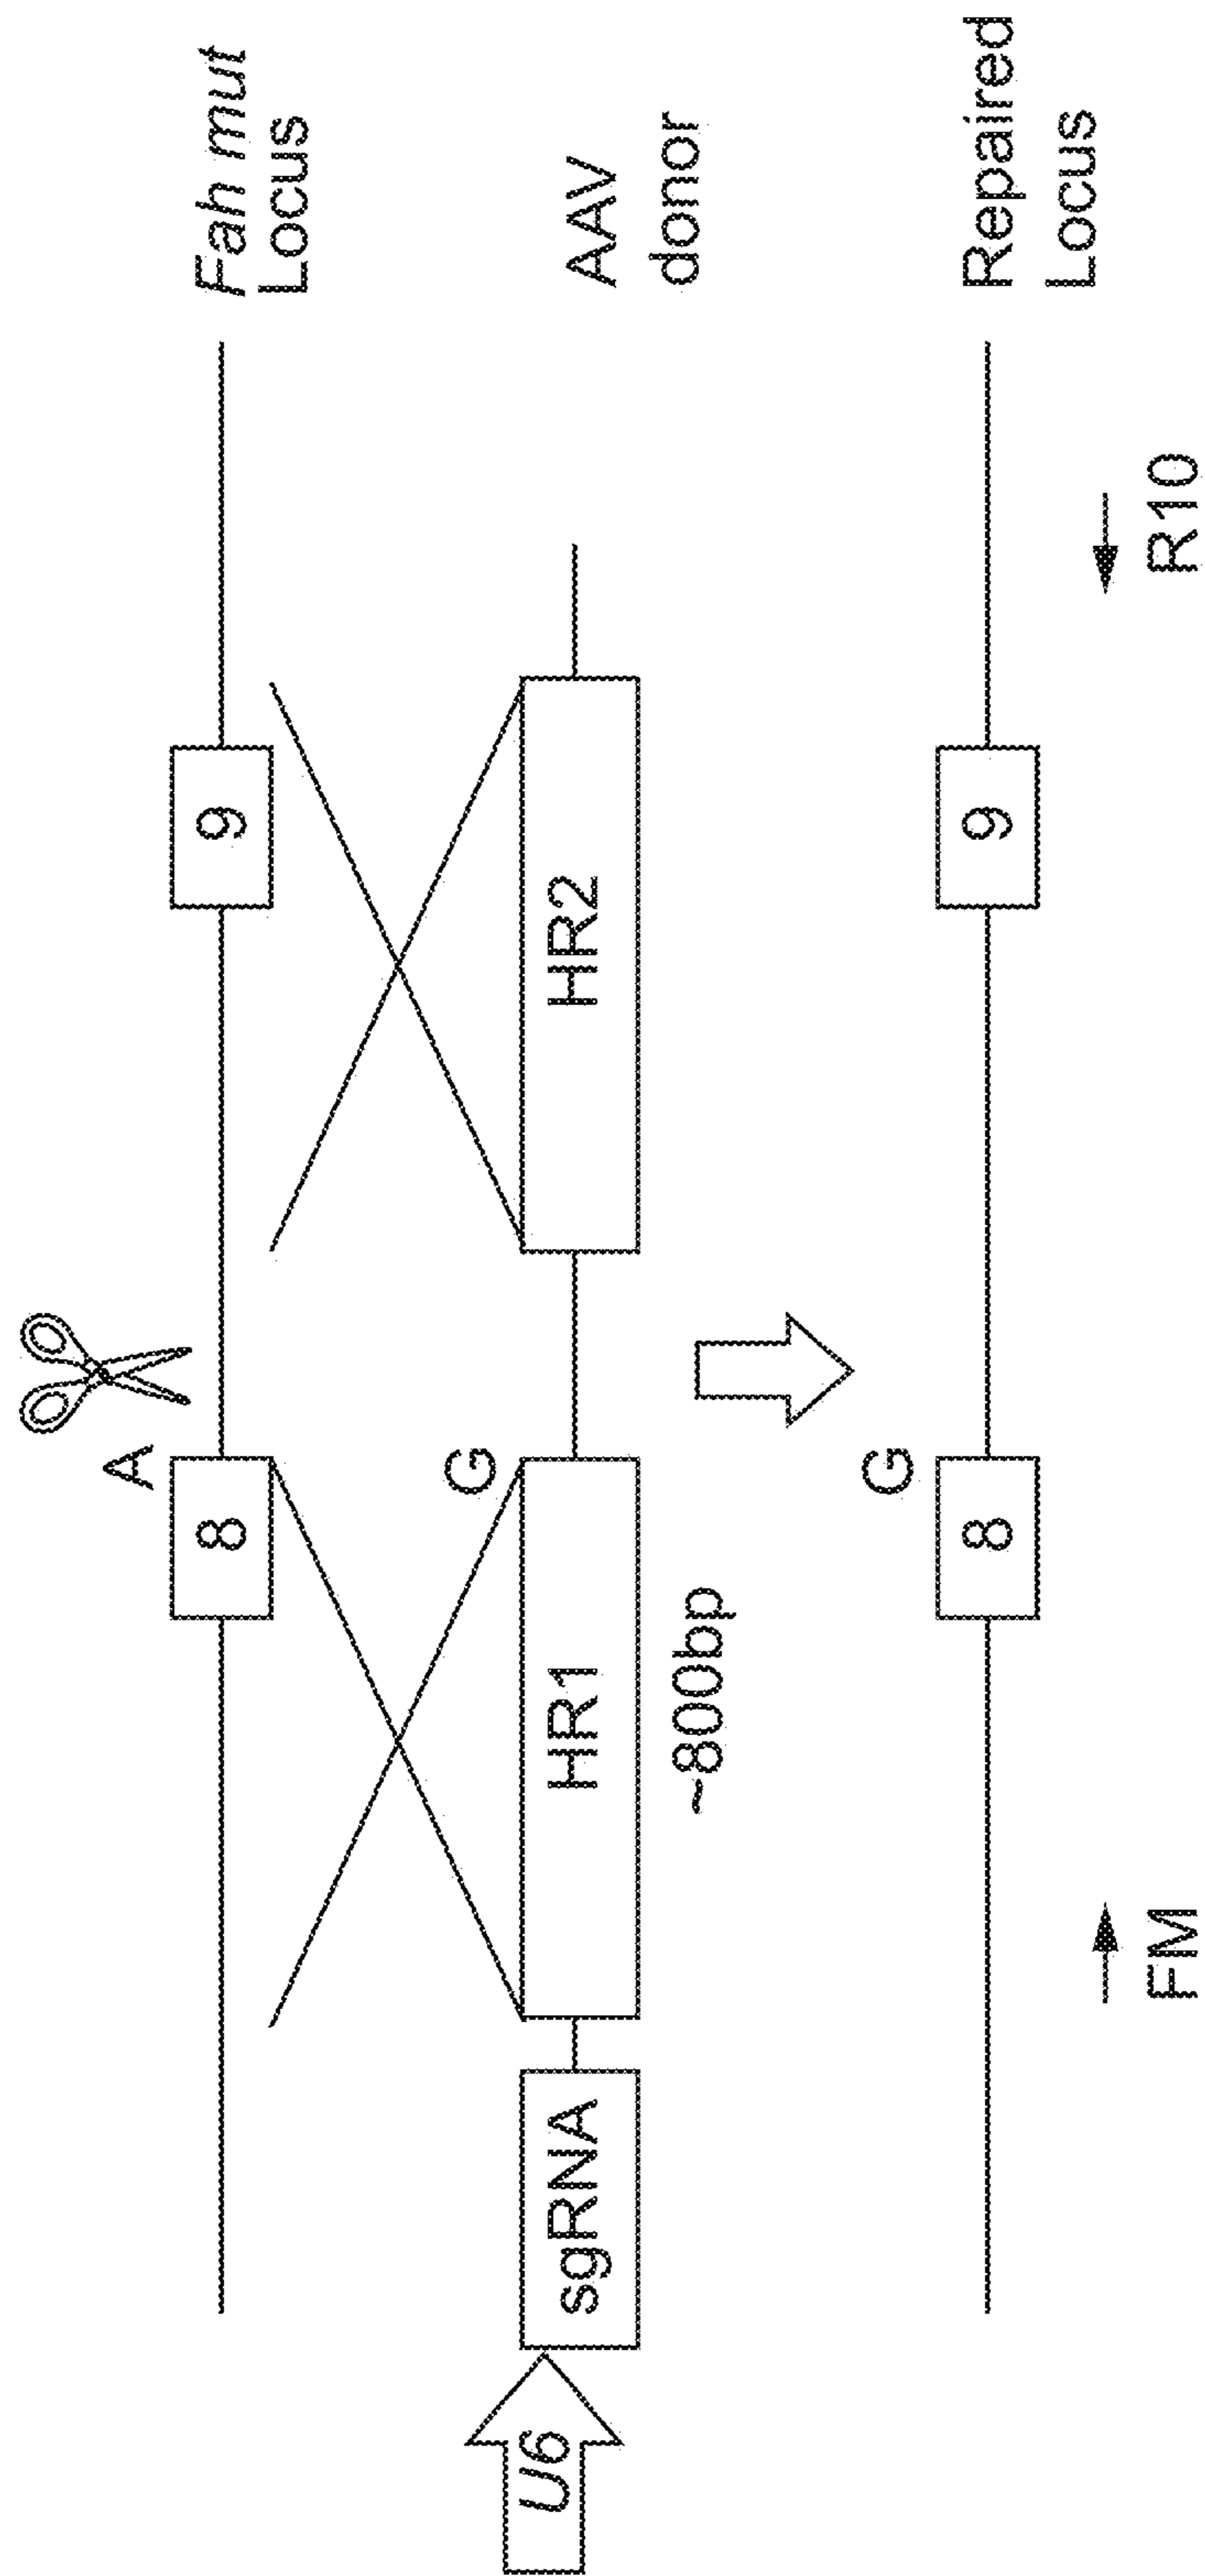 A
8
9
Fah mut
Locus
G
U6
sgRNA
HR1
HR2
AAV
donor
~800bp
G
8
9
Repaired
Locus
FM
R10